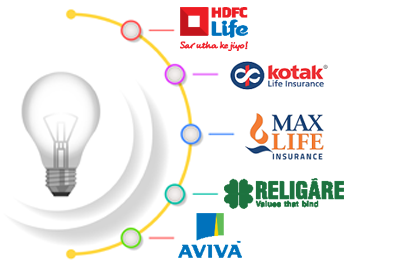 HDFC
Life
Sar utha ke jiyo!
kotak
Life Insurance
MAX
LIFE
INSURANCE
RELIGARE
Values that bind
AVIVA